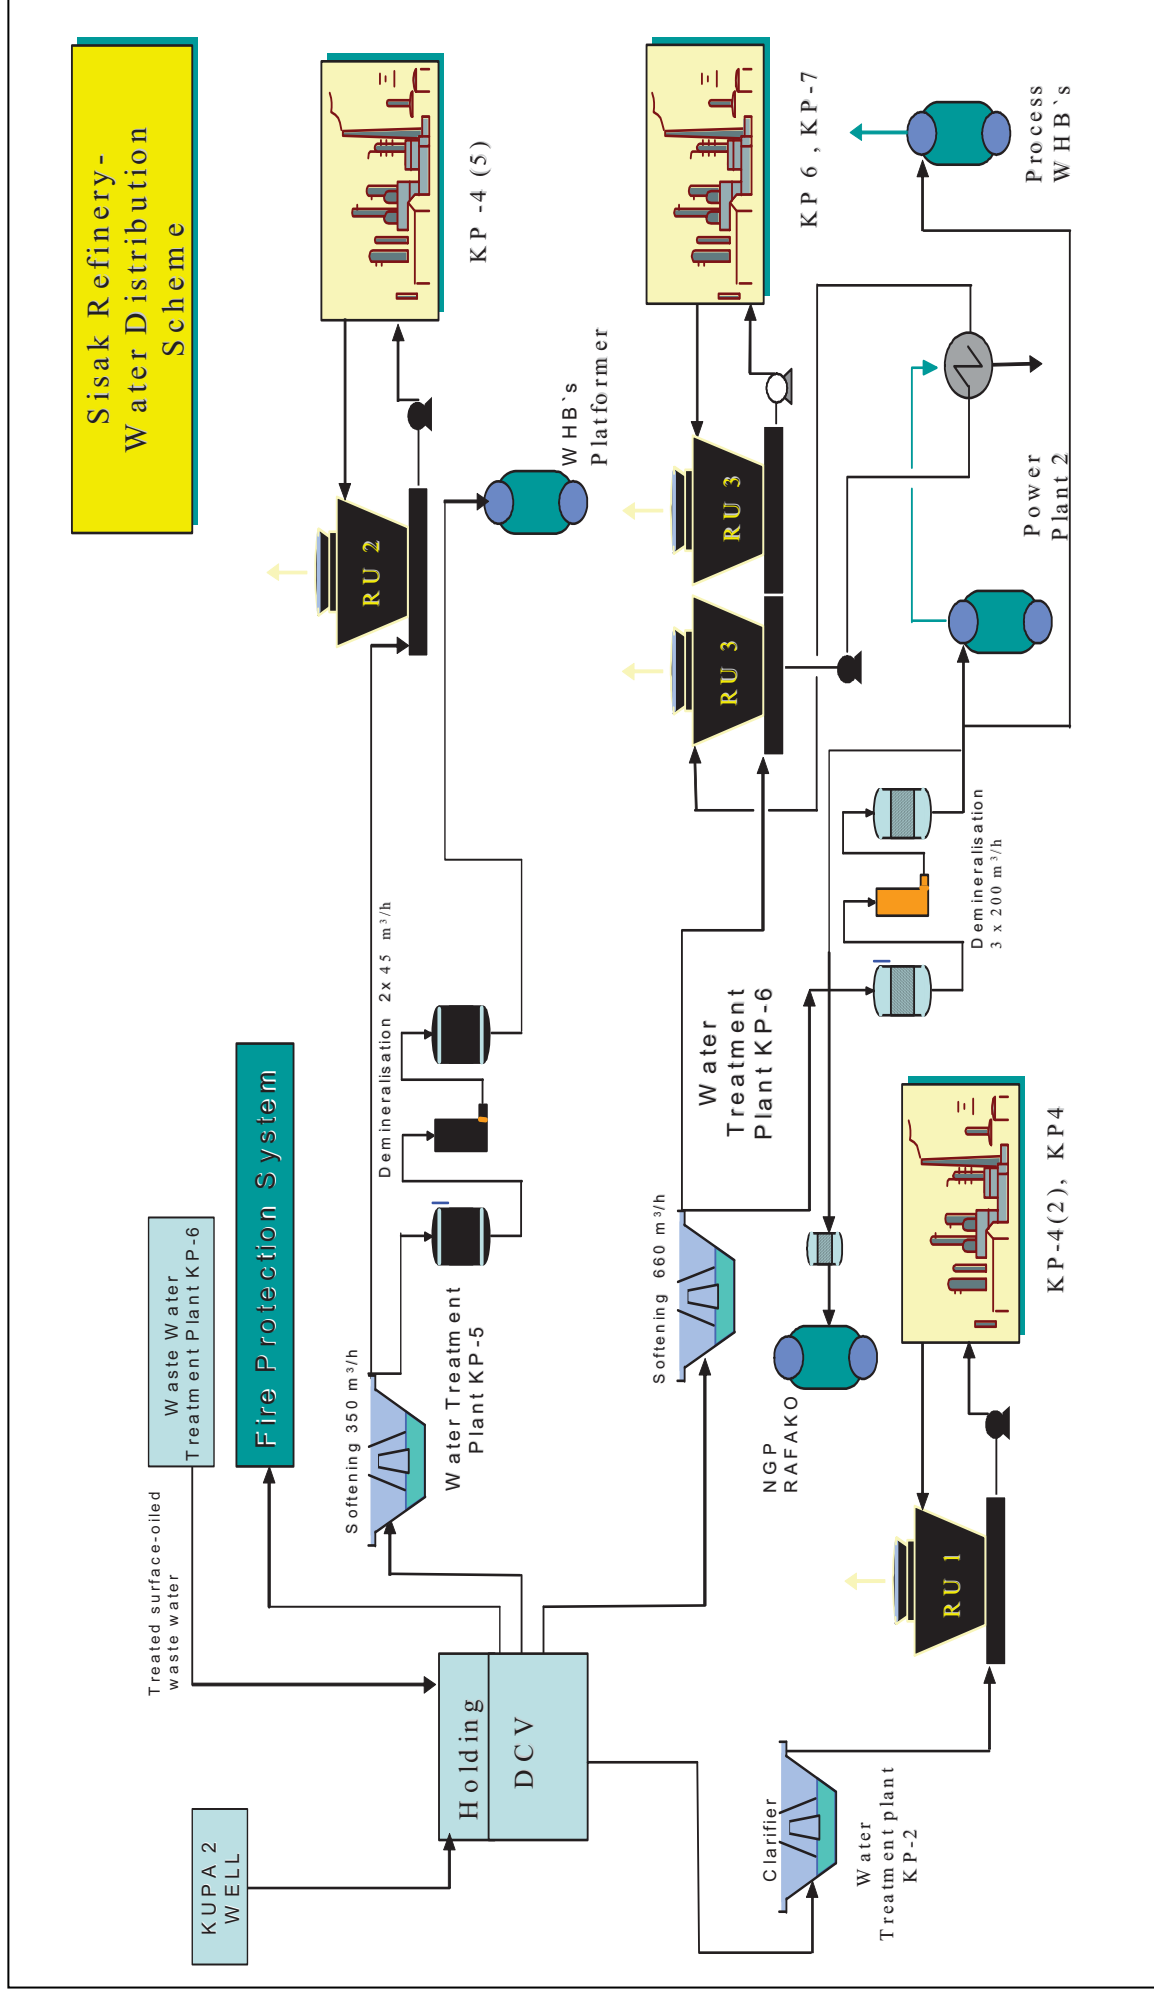 Sisak Refinery-
Water Distribution
Scheme
KUPA 2
WELL
Treated surface-oiled
waste water
Waste Water
Treatment Plant KP-6
Fire Protection System
Holding
DCV
Softening 350 m³/h
Water Treatment
Plant KP-5
Demineralisation 2x 45 m³/h
RU 2
KP -4 (5)
WHB`s
Platformer
Softening 660 m³/h
Water
Treatment
Plant KP-6
RU 3
RU 3
KP 6 , KP-7
NGP
RAFAKO
Demineralisation
3 x 200 m³/h
Power
Plant 2
Process
WHB`s
Clarifier
Water
Treatment plant
KP-2
RU 1
KP-4(2), KP4